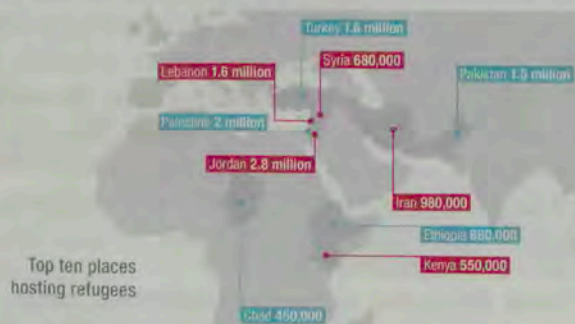 Turkey 1.6 million
Syria 680,000
Lebanon 1.6 million
Pakistan 1.5 million
Palestine 2 million
Jordan 2.8 million
Iran 980,000
Ethiopia 680,000
Kenya 550,000
Top ten places
hosting refugees
Chad 450,000